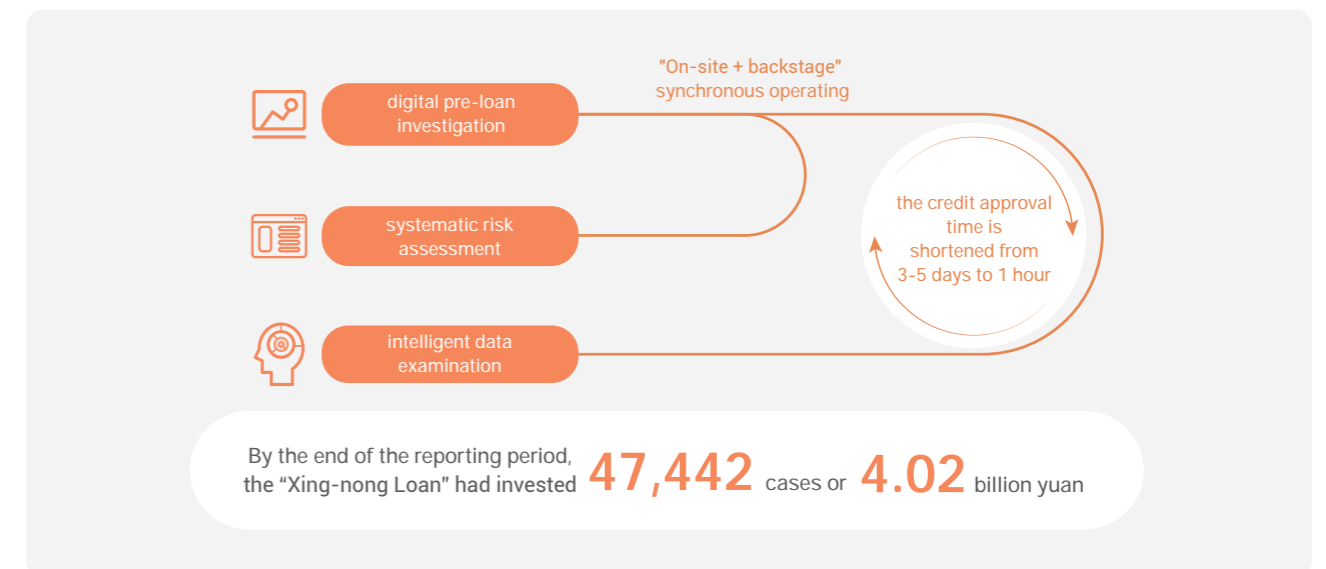 "On-site + backstage"
synchronous operating
digital pre-loan
investigation
systematic risk
assessment
intelligent data
examination
the credit approval
time is
shortened from
3-5 days to 1 hour
By the end of the reporting period,
the “Xing-nong Loan” had invested 47,442 cases or 4.02 billion yuan